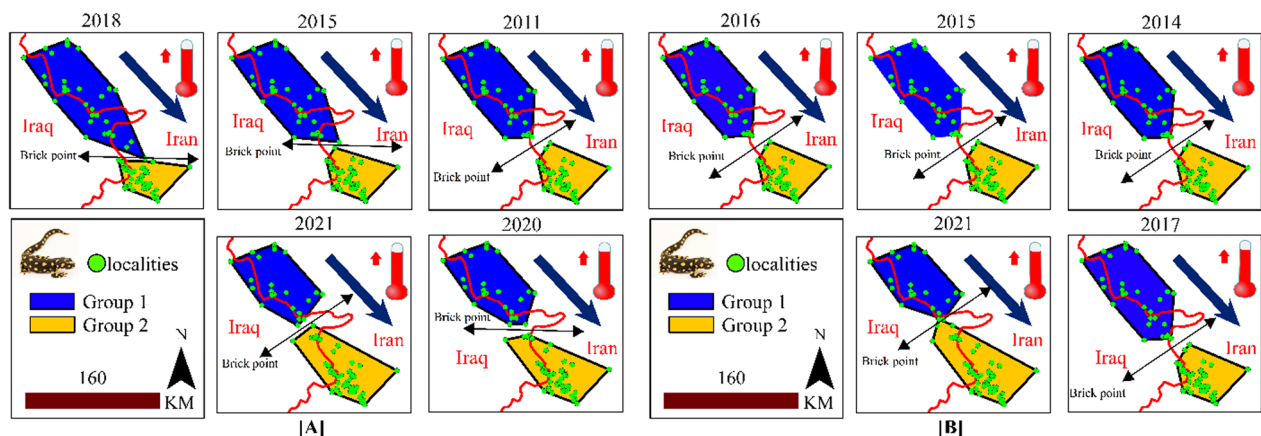 2018
2015
2011
2016
2015
2014
Iraq
Iran
Brick point
Iraq
Iran
Brick point
Iraq
Iran
Brick point
Iraq
Iran
Brick point
Iraq
Iran
Brick point
Iraq
Iran
Brick point
localities
Group 1
Group 2
N
160
KM
2021
Iraq
Iran
Brick point
2020
Brick point
Iran
Iraq
localities
Group 1
Group 2
N
160
KM
2021
Iraq
Iran
Brick point
2017
Iraq
Iran
Brick point
|A|
|B|